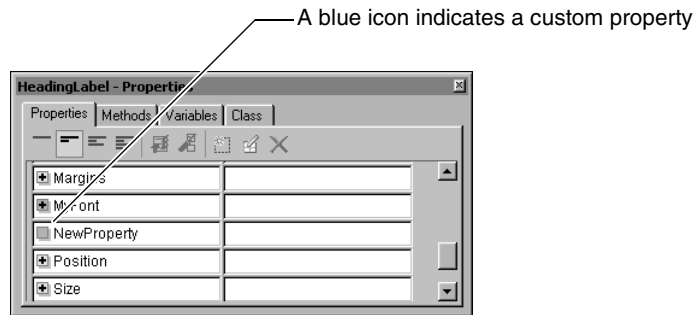 A blue icon indicates a custom property
HeadingLabel - Properties
Properties Methods Variables Class
Margins
MyFont
NewProperty
Position
Size